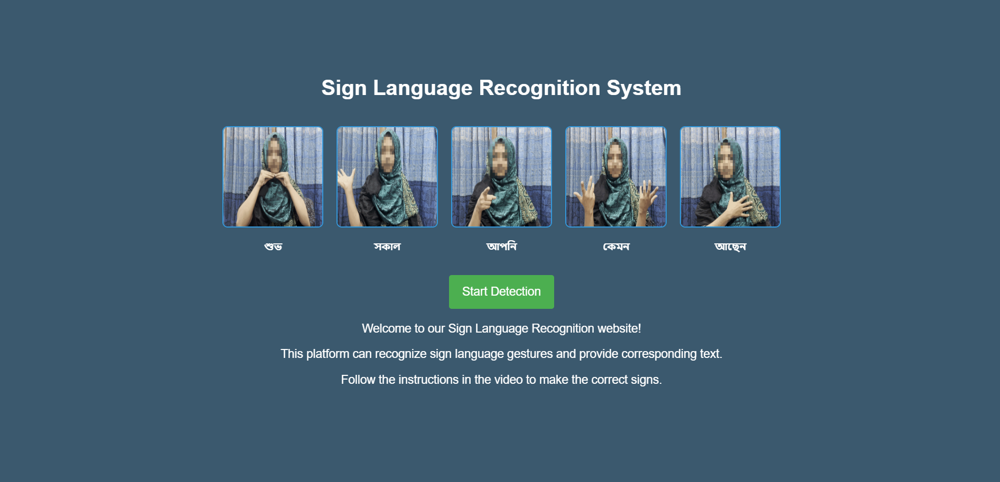 Sign Language Recognition System
শুভ সকাল আপনি কেমন আছেন
Start Detection
Welcome to our Sign Language Recognition website!
This platform can recognize sign language gestures and provide corresponding text.
Follow the instructions in the video to make the correct signs.